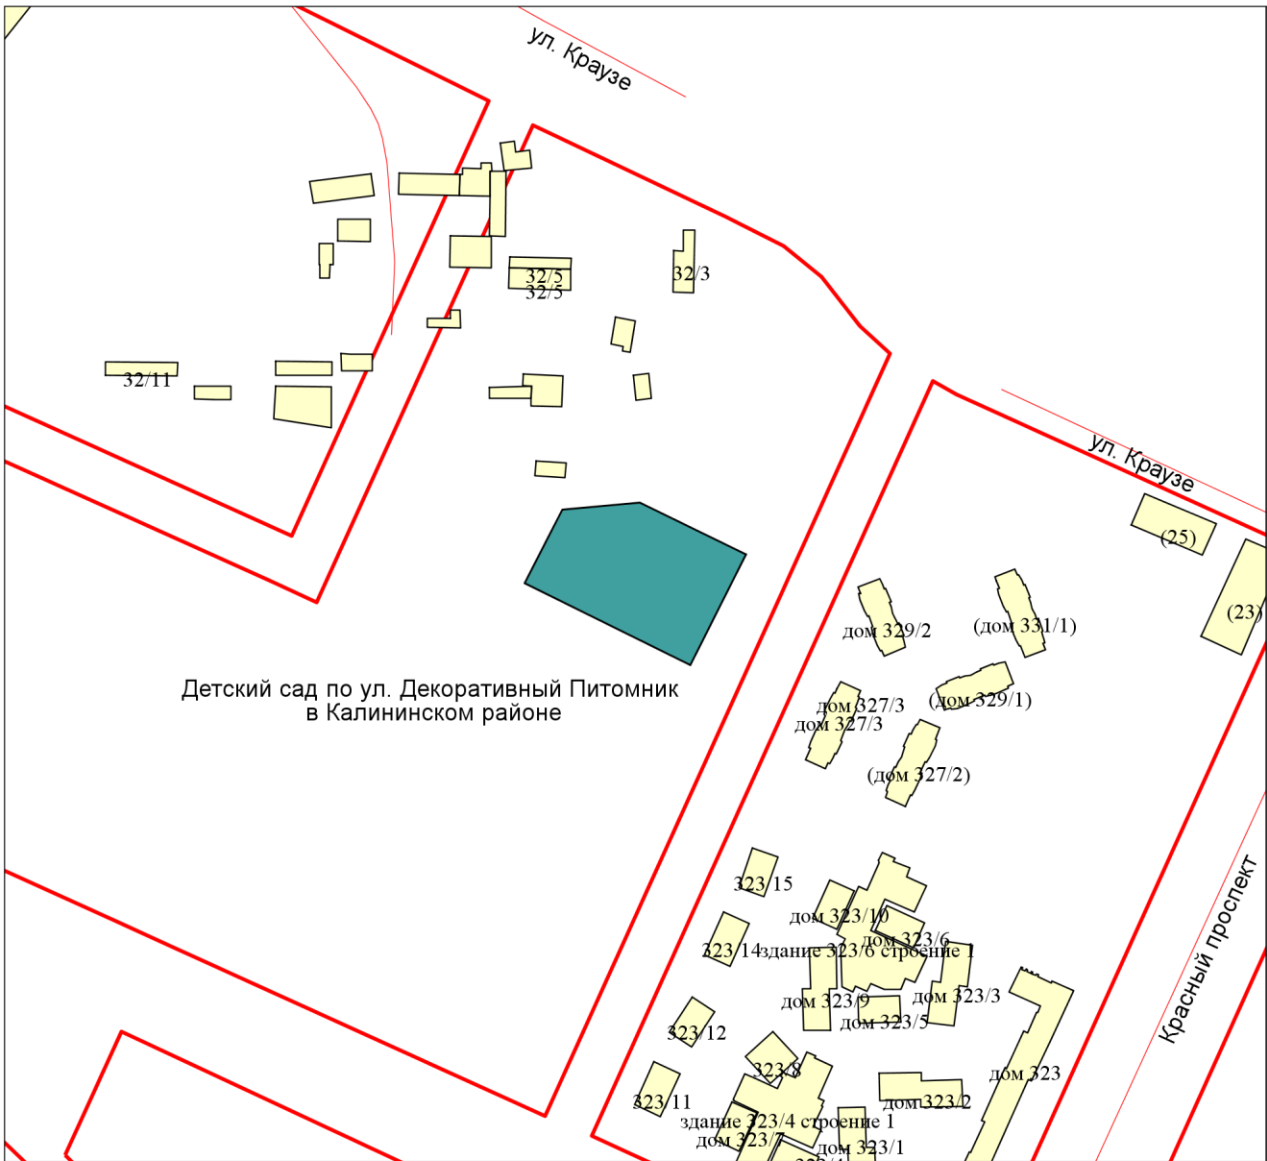 ул. Краузе
32/5
32/5
32/3
32/11
ул. Краузе
(25)
(23)
дом 329/2
(дом 331/1)
Детский сад по ул. Декоративный Питомник
в Калининском районе
(дом 329/1)
дом 327/3
дом 327/3
(дом 327/2)
323/15
дом 323/10
дом 323/6
323/14
здание 323/6 строение 1
Красный проспект
дом 323/9
дом 323/3
дом 323/5
323/12
323/8
дом 323
323/11
дом 323/2
здание 323/4 строение 1
дом 323/7
дом 323/1